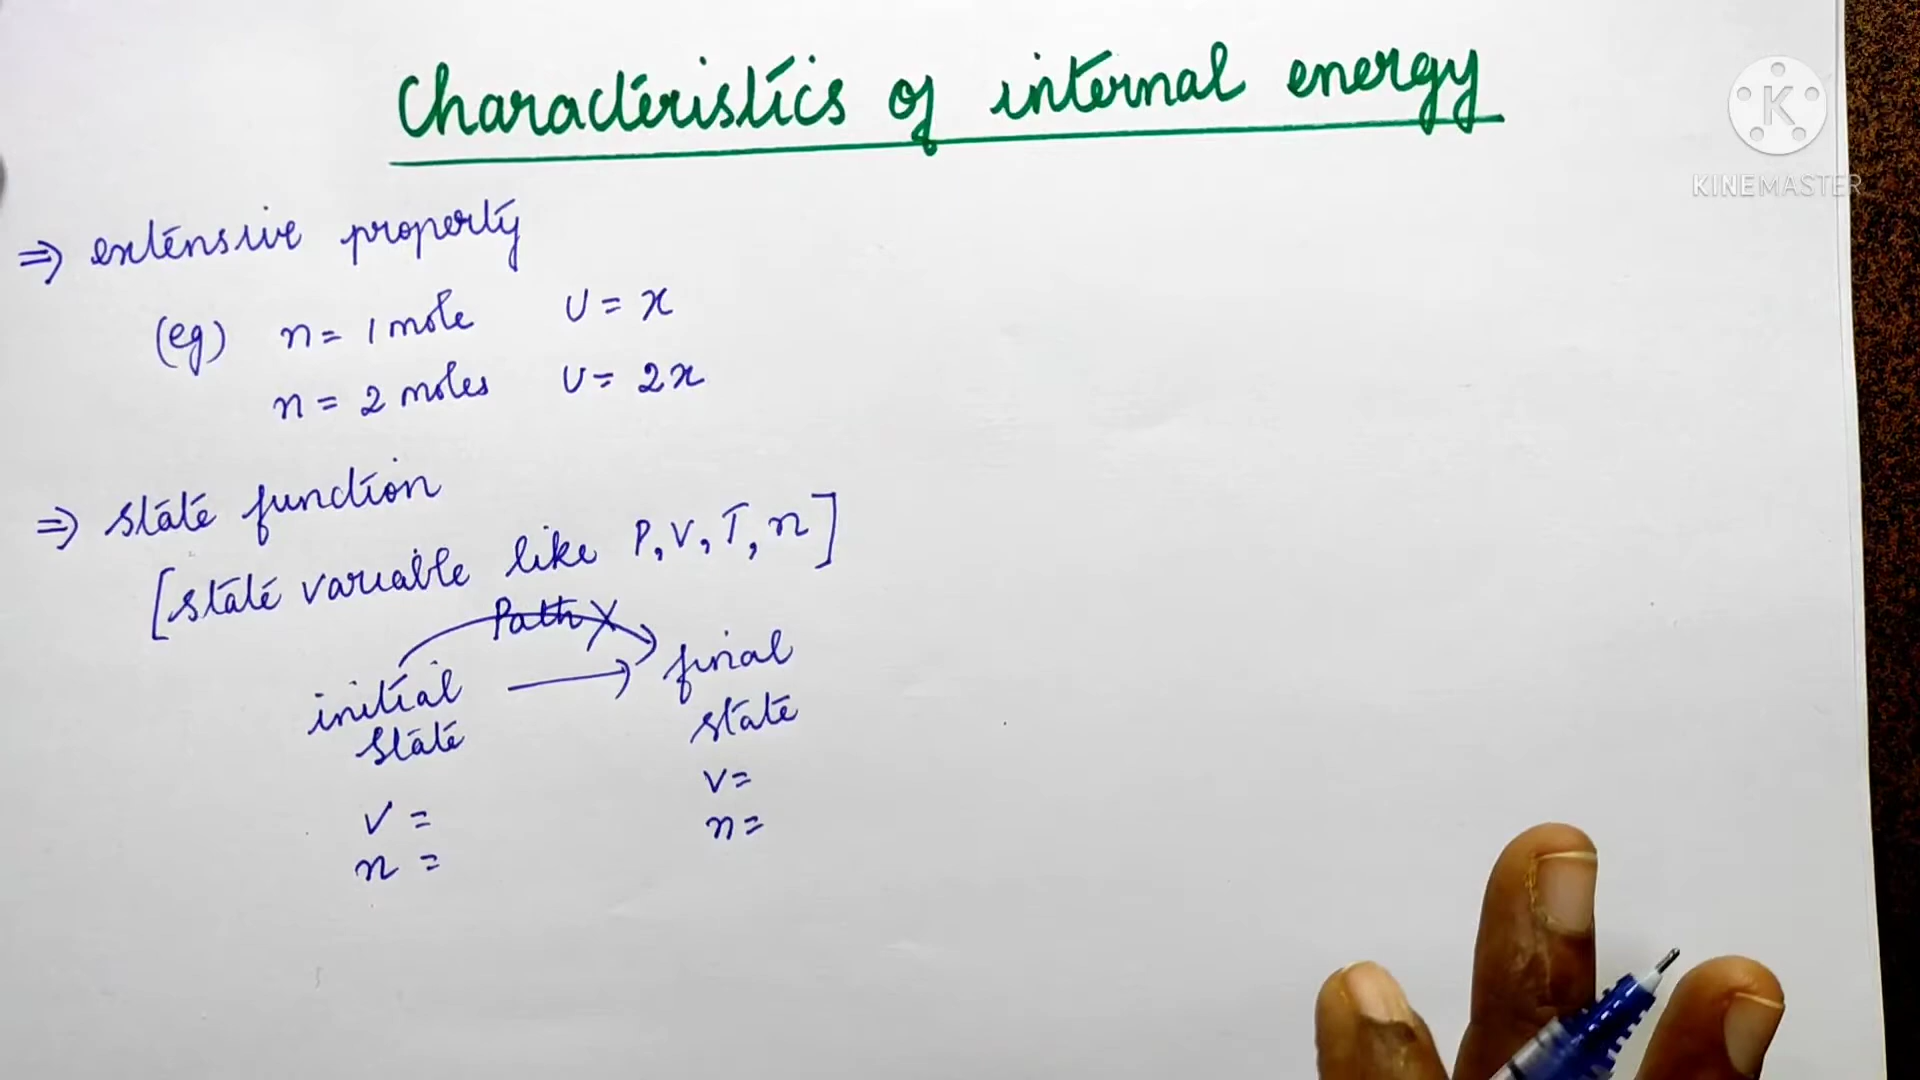 Characteristics of internal energy
K
KINEMASTER
⇒ extensive property
(eg) n = 1 mole U = x
n = 2 moles U = 2x
⇒ state function
[state variable like P, V, T, n]
Path X
initial → final
state state
V = V =
n = n =